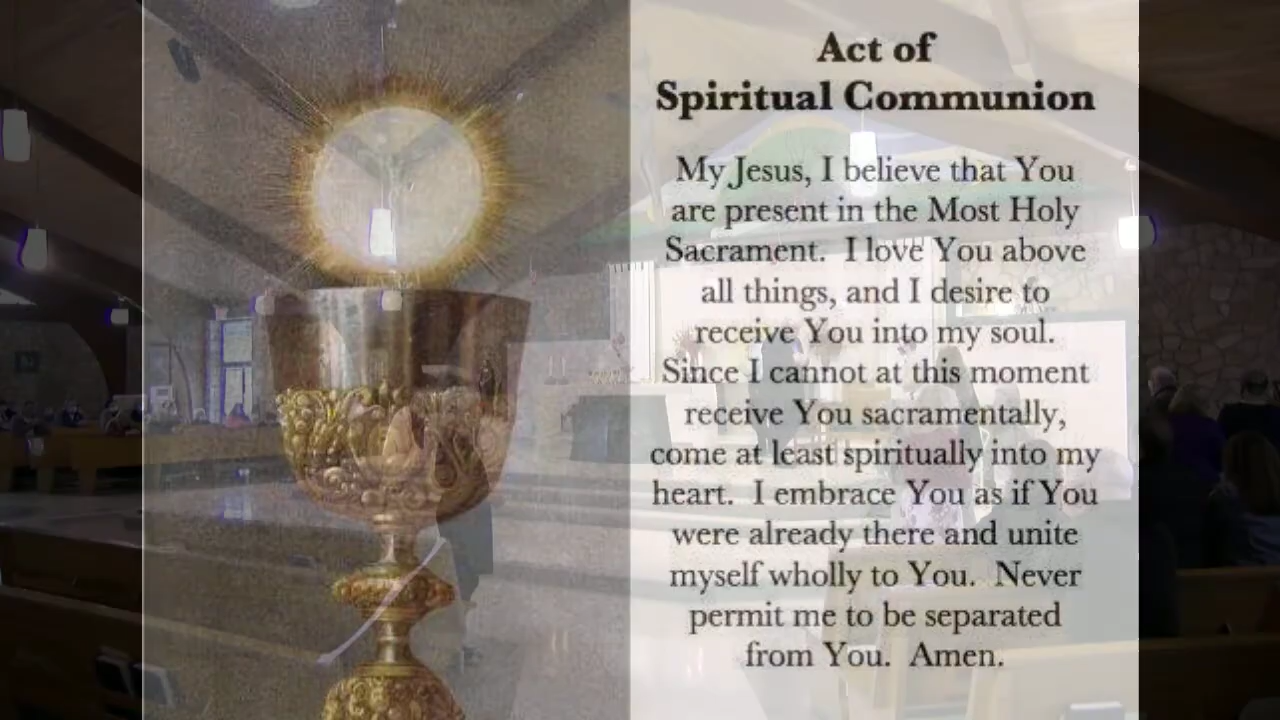 Act of
Spiritual Communion
My Jesus, I believe that You
are present in the Most Holy
Sacrament. I love You above
all things, and I desire to
receive You into my soul.
Since I cannot at this moment
receive You sacramentally,
come at least spiritually into my
heart. I embrace You as if You
were already there and unite
myself wholly to You. Never
permit me to be separated
from You. Amen.